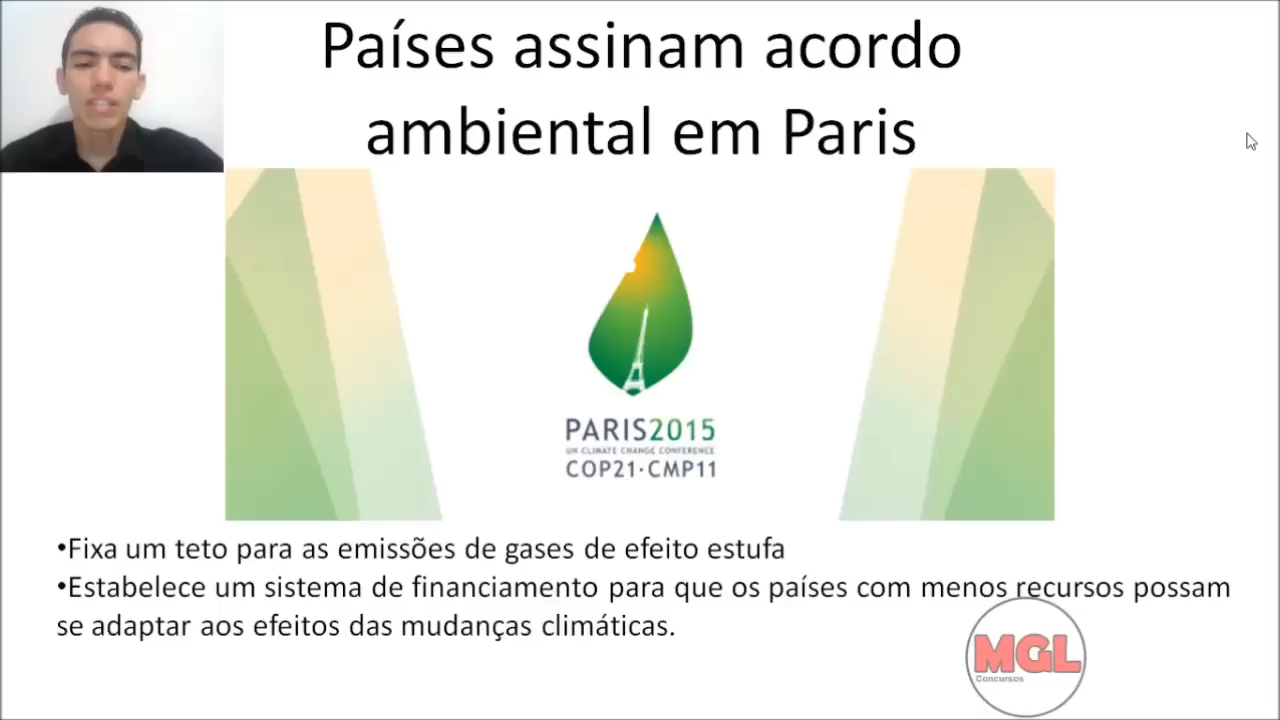 Países assinam acordo
ambiental em Paris
PARIS2015
UN CLIMATE CHANGE CONFERENCE
COP21·CMP11
•Fixa um teto para as emissões de gases de efeito estufa
•Estabelece um sistema de financiamento para que os países com menos recursos possam
se adaptar aos efeitos das mudanças climáticas.
MGL
Concursos